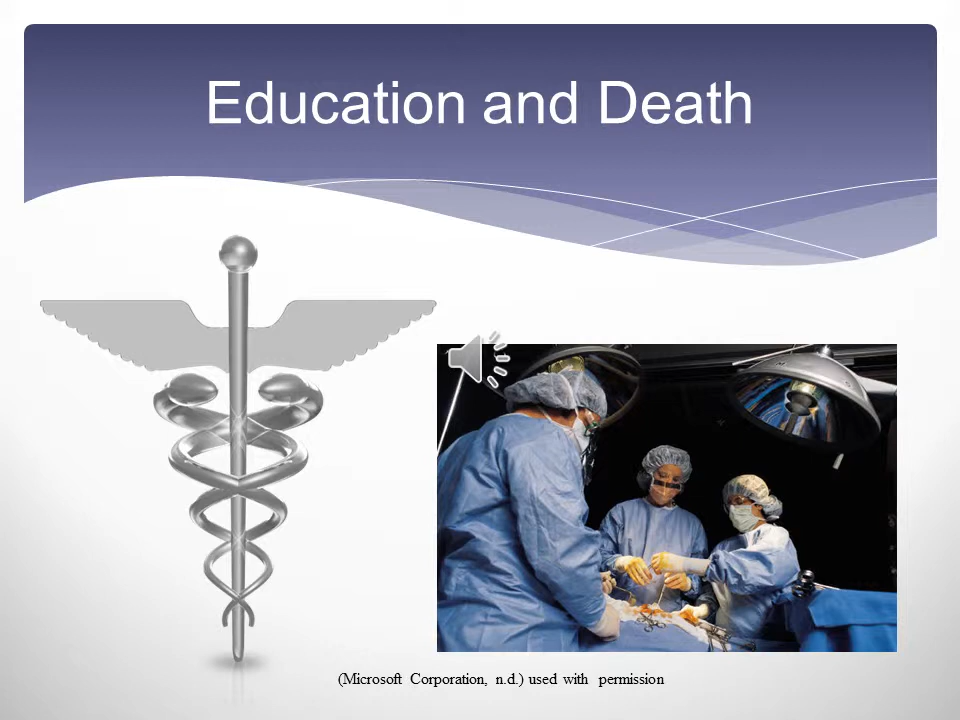 Education and Death
(Microsoft Corporation, n.d.) used with permission